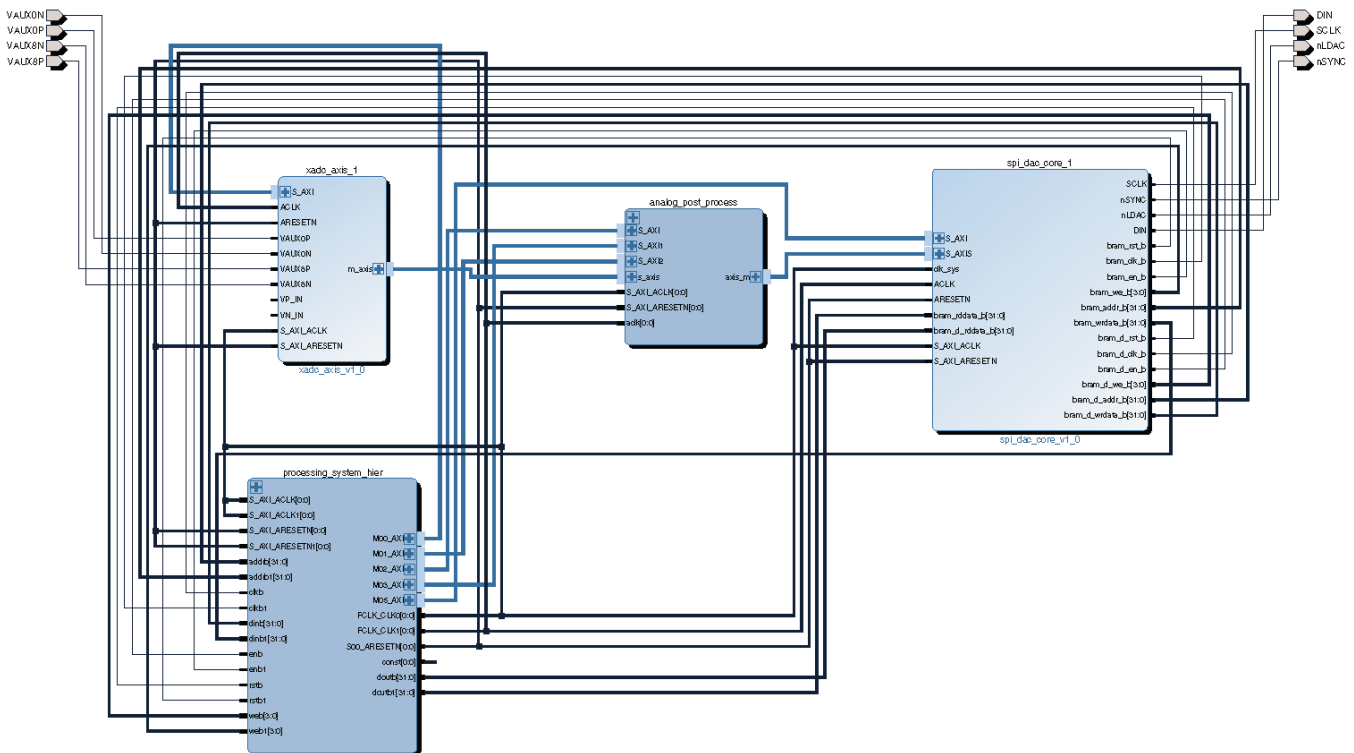 VAUX0N
VAUX0P
VAUX8N
VAUX8P
DIN
SCLK
nLDAC
nSYNC
xadc_axis_1
S_AXI
ACLK
ARESETN
VAUX0P
VAUX0N
VAUX8P
VAUX8N
VP_IN
VN_IN
S_AXI_ACLK
S_AXI_ARESETN
m_axis
xadc_axis_v1_0
analog_post_process
S_AXI
S_AXI1
S_AXI2
s_axis
S_AXI_ACLK[0:0]
S_AXI_ARESETN[0:0]
aclk[0:0]
axis_m
spi_dac_core_1
S_AXI
S_AXIS
clk_sys
ACLK
ARESETN
bram_rddata_b[31:0]
bram_d_rddata_b[31:0]
S_AXI_ACLK
S_AXI_ARESETN
SCLK
nSYNC
nLDAC
DIN
bram_rst_b
bram_clk_b
bram_en_b
bram_we_b[3:0]
bram_addr_b[31:0]
bram_wrdata_b[31:0]
bram_d_rst_b
bram_d_clk_b
bram_d_en_b
bram_d_we_b[3:0]
bram_d_addr_b[31:0]
bram_d_wrdata_b[31:0]
spi_dac_core_v1_0
processing_system_hier
S_AXI_ACLK[0:0]
S_AXI_ACLK1[0:0]
S_AXI_ARESETN[0:0]
S_AXI_ARESETN1[0:0]
addrb[31:0]
addrb1[31:0]
clkb
clkb1
dinb[31:0]
dinb1[31:0]
enb
enb1
rstb
rstb1
web[3:0]
web1[3:0]
M00_AXI
M01_AXI
M02_AXI
M03_AXI
M05_AXI
FCLK_CLK0[0:0]
FCLK_CLK1[0:0]
S00_ARESETN[0:0]
const[0:0]
doutb[31:0]
doutb1[31:0]